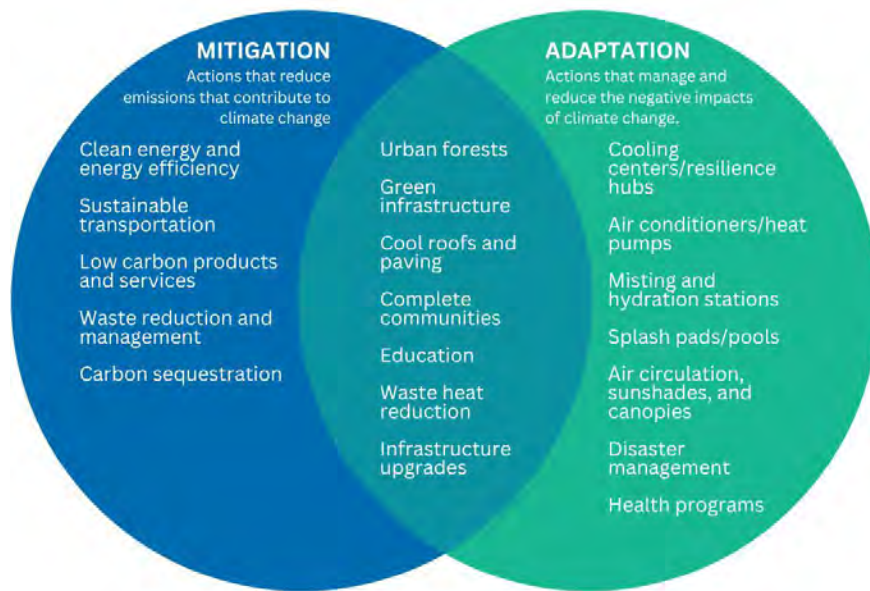 MITIGATION
Actions that reduce
emissions that contribute to
climate change
Clean energy and
energy efficiency
Sustainable
transportation
Low carbon products
and services
Waste reduction and
management
Carbon sequestration
Urban forests
Green
infrastructure
Cool roofs and
paving
Complete
communities
Education
Waste heat
reduction
Infrastructure
upgrades
ADAPTATION
Actions that manage and
reduce the negative impacts
of climate change.
Cooling
centers/resilience
hubs
Air conditioners/heat
pumps
Misting and
hydration stations
Splash pads/pools
Air circulation,
sunshades, and
canopies
Disaster
management
Health programs